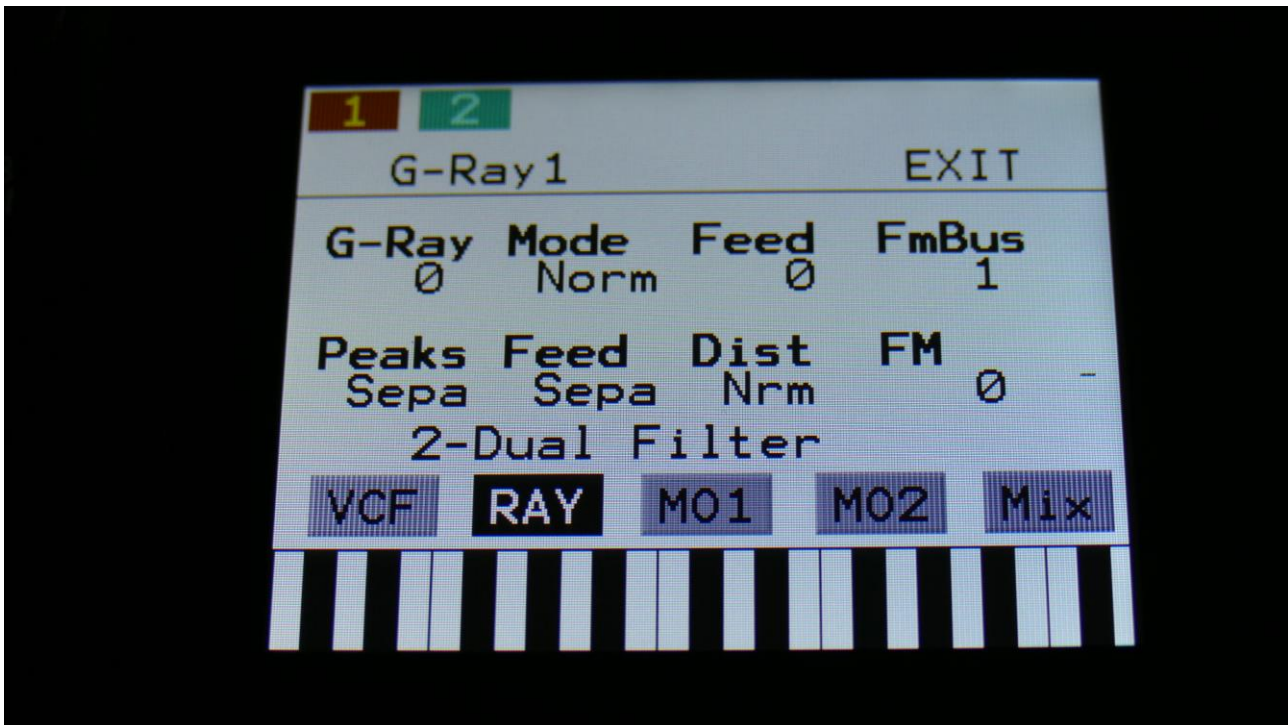 1 2
G-Ray1 EXIT
G-Ray Mode Feed FmBus
0 Norm 0 1
Peaks Feed Dist FM
Sepa Sepa Nrm 0 -
2-Dual Filter
VCF RAY MO1 MO2 Mix